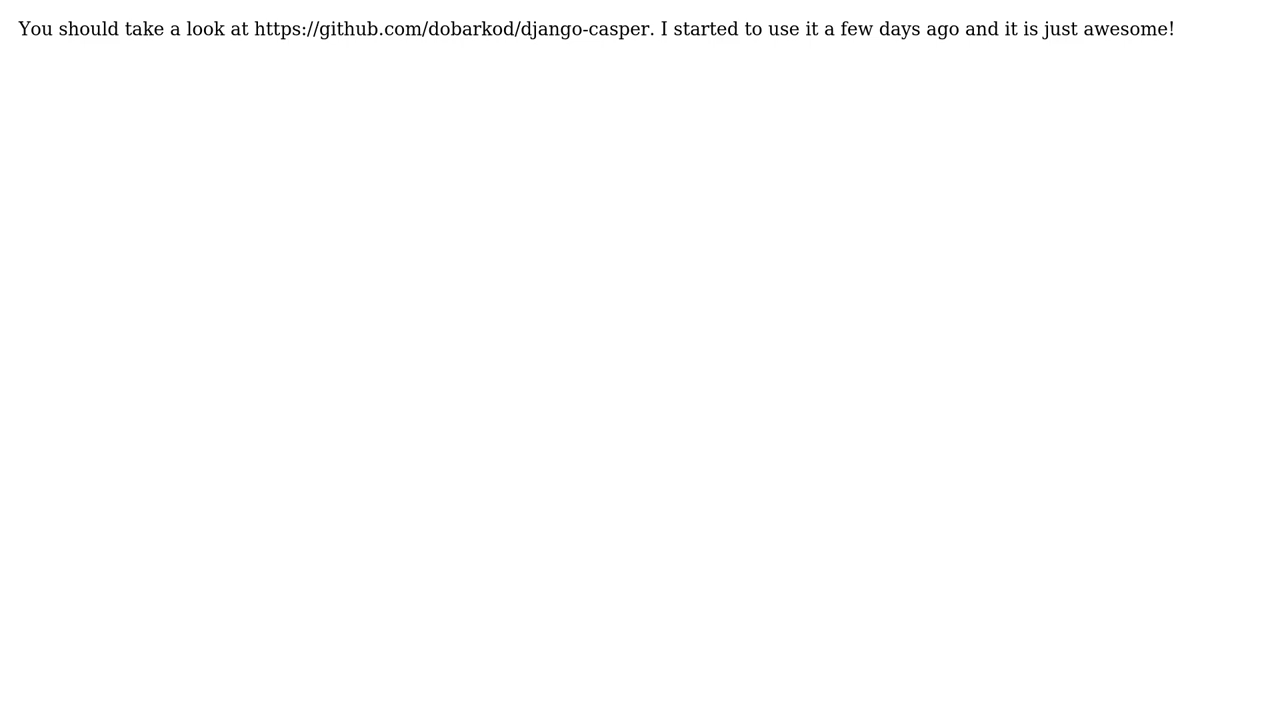 You should take a look at https://github.com/dobarkod/django-casper. I started to use it a few days ago and it is just awesome!